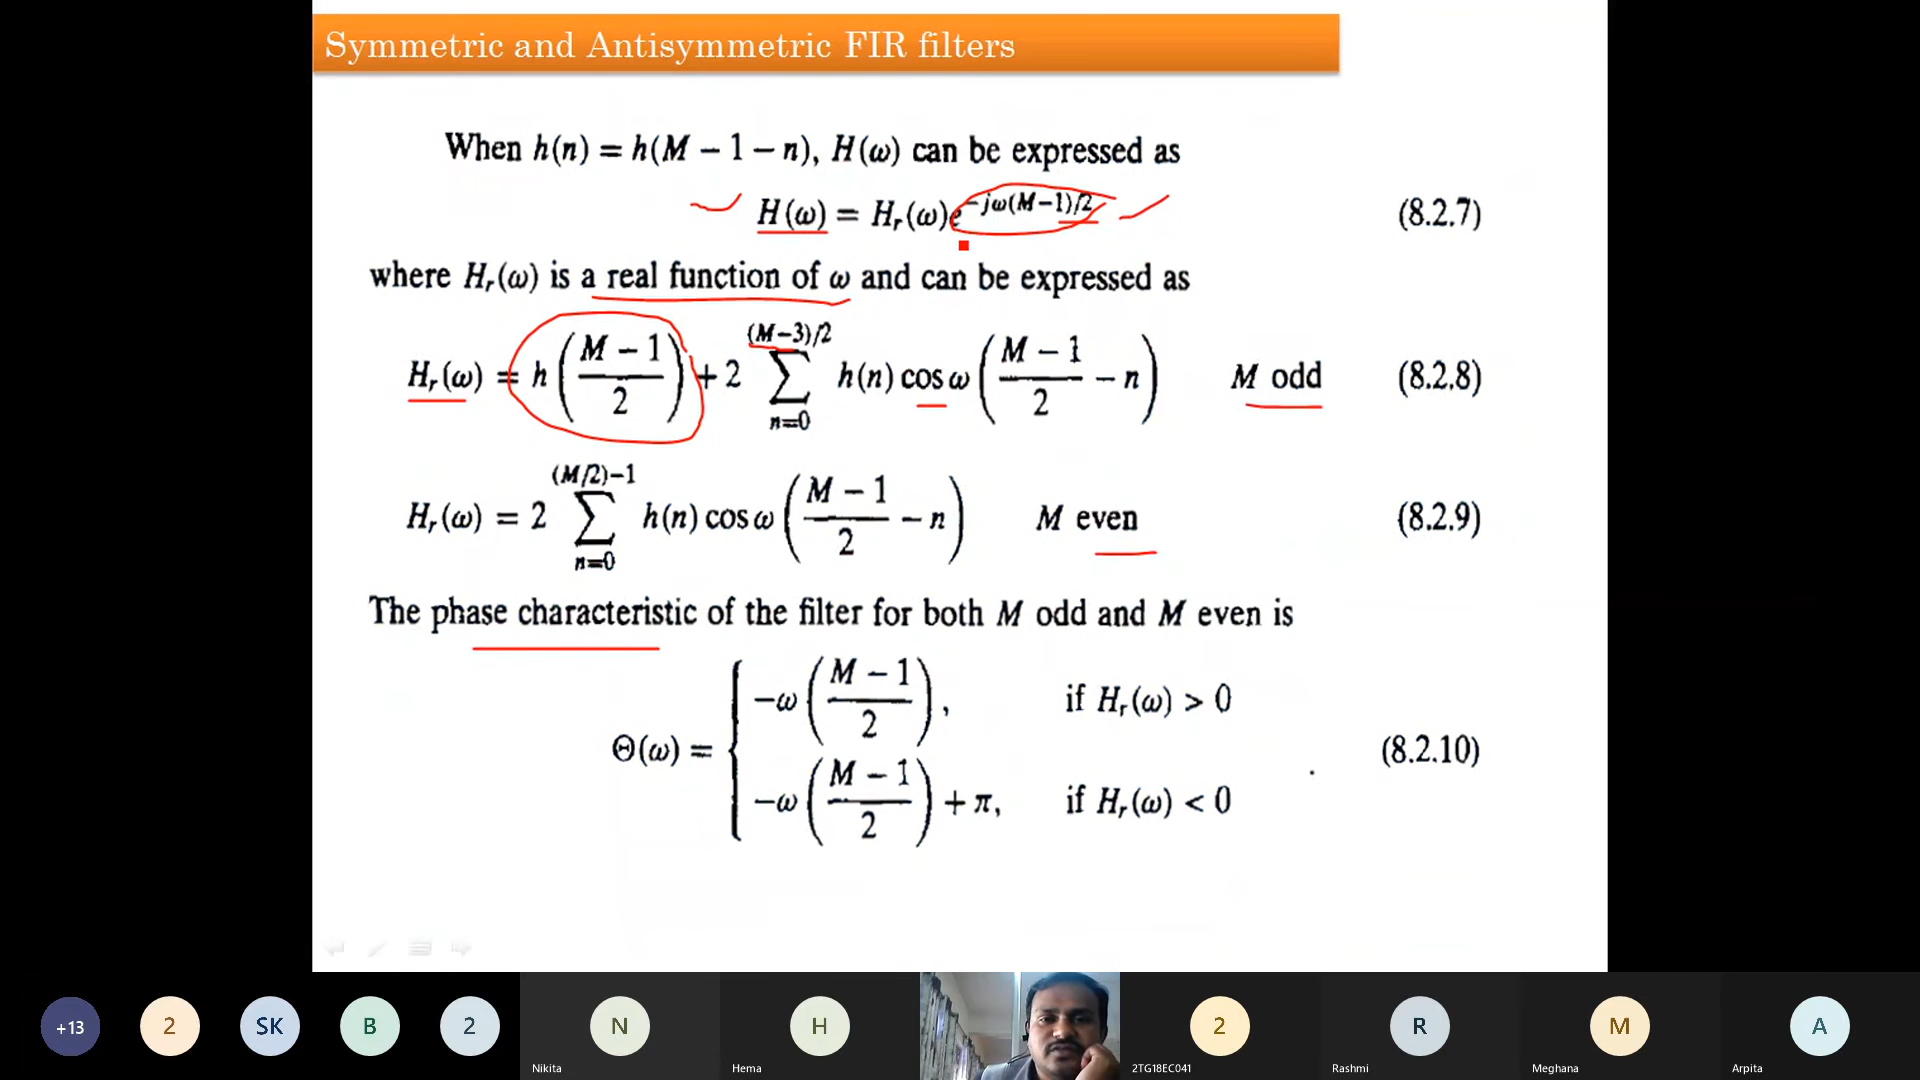 Symmetric and Antisymmetric FIR filters
When h(n) = h(M − 1 − n), H(ω) can be expressed as
H(ω) = H_r(ω)e^{−jω(M−1)/2} (8.2.7)
where H_r(ω) is a real function of ω and can be expressed as
H_r(ω) = h((M − 1)/2) + 2 ∑_{n=0}^{(M−3)/2} h(n) cos ω((M − 1)/2 − n) M odd (8.2.8)
H_r(ω) = 2 ∑_{n=0}^{(M/2)−1} h(n) cos ω((M − 1)/2 − n) M even (8.2.9)
The phase characteristic of the filter for both M odd and M even is
Θ(ω) = { −ω((M − 1)/2), if H_r(ω) > 0
−ω((M − 1)/2) + π, if H_r(ω) < 0 (8.2.10)
+13 2 SK B 2 N H 2 R M A
Nikita Hema 2TG18EC041 Rashmi Meghana Arpita